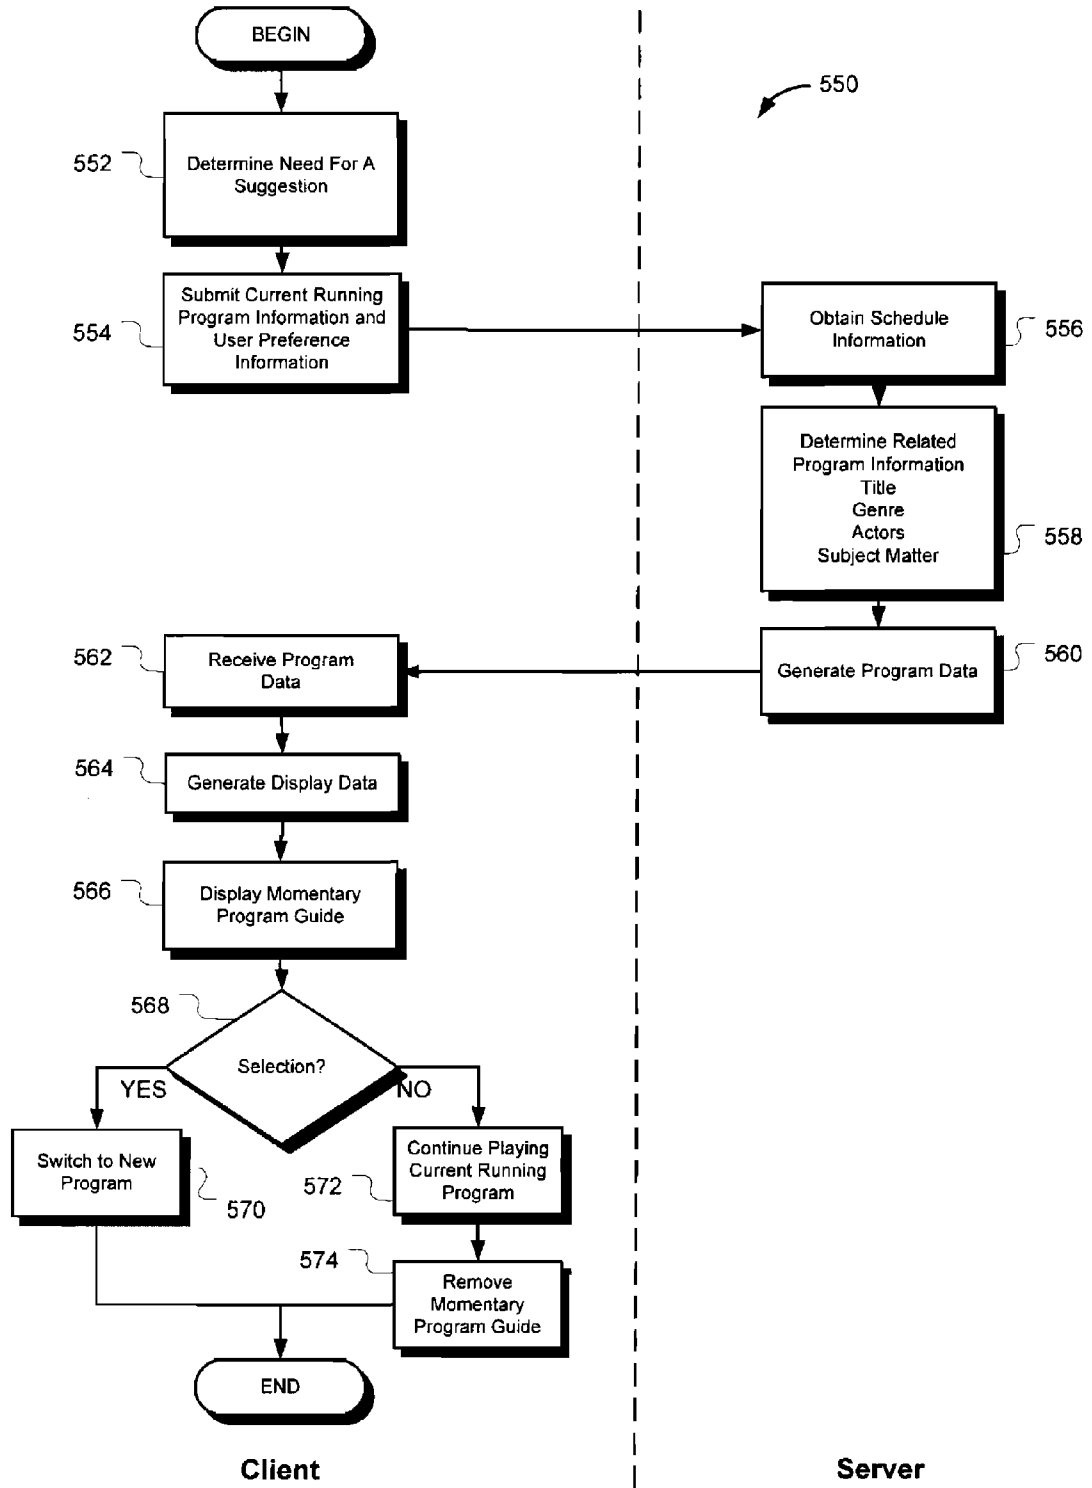 BEGIN
550
552
Determine Need For A
Suggestion
554
Submit Current Running
Program Information and
User Preference
Information
Obtain Schedule
Information
556
Determine Related
Program Information
Title
Genre
Actors
Subject Matter
558
562
Receive Program
Data
Generate Program Data
560
564
Generate Display Data
566
Display Momentary
Program Guide
568
Selection?
YES
NO
Switch to New
Program
570
572
Continue Playing
Current Running
Program
574
Remove
Momentary
Program Guide
END
Client
Server